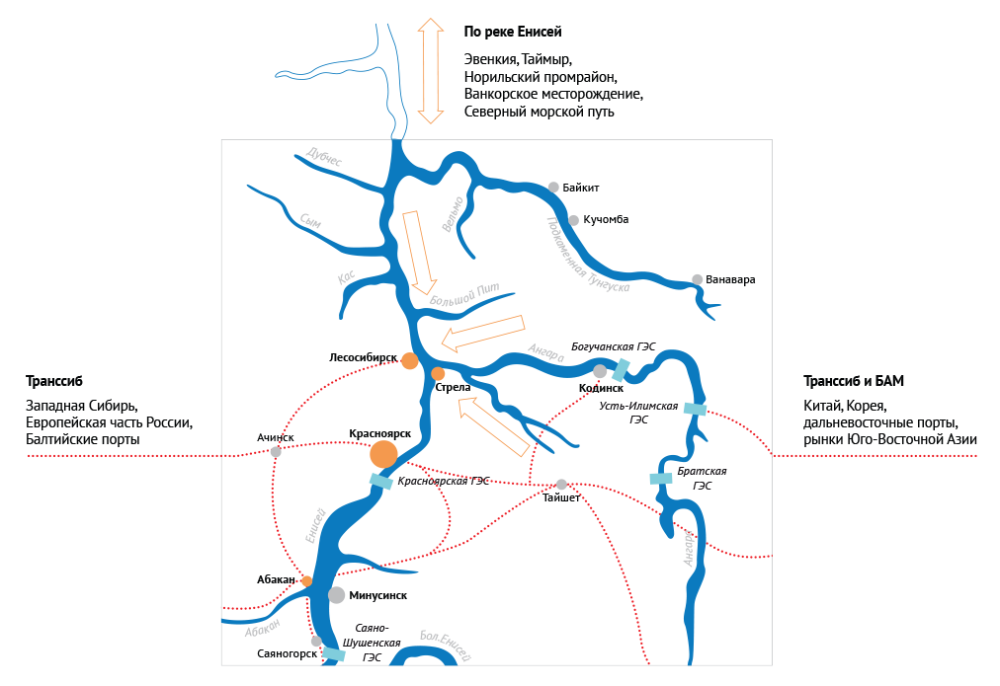 По реке Енисей
Эвенкия, Таймыр,
Норильский промрайон,
Ванкорское месторождение,
Северный морской путь
Дубчес
Байкит
Сым
Вельмо
Кучомба
Подкаменная Тунгуска
Кас
Ванавара
Большой Пит
Лесосибирск
Ангара
Богучанская ГЭС
Стрела
Кодинск
Транссиб
Западная Сибирь,
Европейская часть России,
Балтийские порты
Транссиб и БАМ
Китай, Корея,
дальневосточные порты,
рынки Юго-Восточной Азии
Усть-Илимская
ГЭС
Ачинск
Красноярск
Красноярская ГЭС
Братская
ГЭС
Тайшет
Енисей
Ангара
Абакан
Минусинск
Абакан
Саяно-
Шушенская
ГЭС
Саяногорск
Бол.Енисей